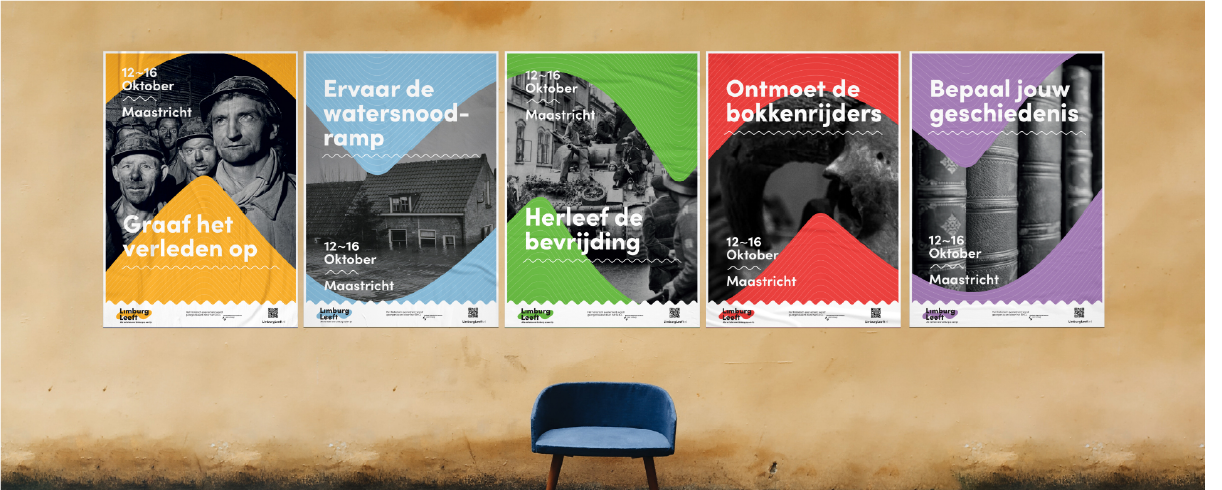 12~16
Oktober
Maastricht
Graaf het
verleden op
Limburg
Leeft
Ervaar de
watersnood-
ramp
12~16
Oktober
Maastricht
Limburg
Leeft
12~16
Oktober
Maastricht
Herleef de
bevrijding
Limburg
Leeft
Ontmoet de
bokkenrijders
12~16
Oktober
Maastricht
Limburg
Leeft
Bepaal jouw
geschiedenis
12~16
Oktober
Maastricht
Limburg
Leeft